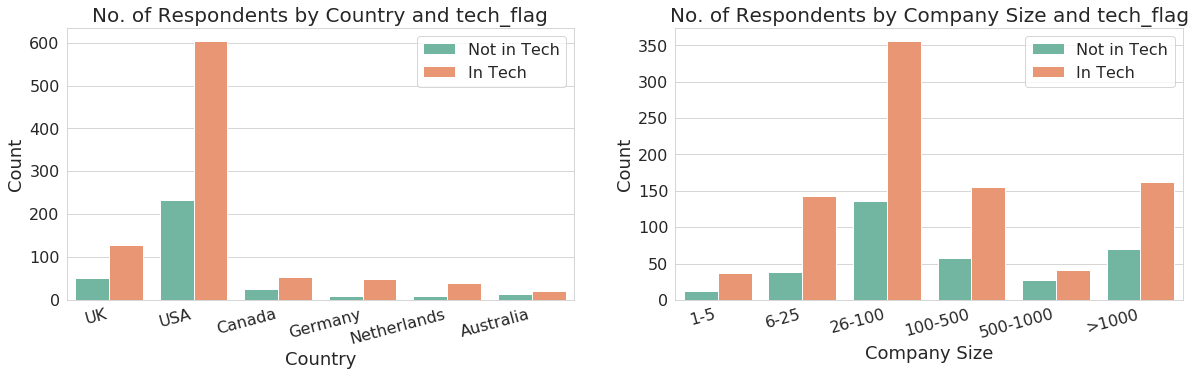 No. of Respondents by Country and tech_flag
600
500
400
300
200
100
0
Count
Not in Tech
In Tech
UK
USA
Canada
Germany
Netherlands
Australia
Country
No. of Respondents by Company Size and tech_flag
350
300
250
200
150
100
50
0
Count
Not in Tech
In Tech
1-5
6-25
26-100
100-500
500-1000
>1000
Company Size